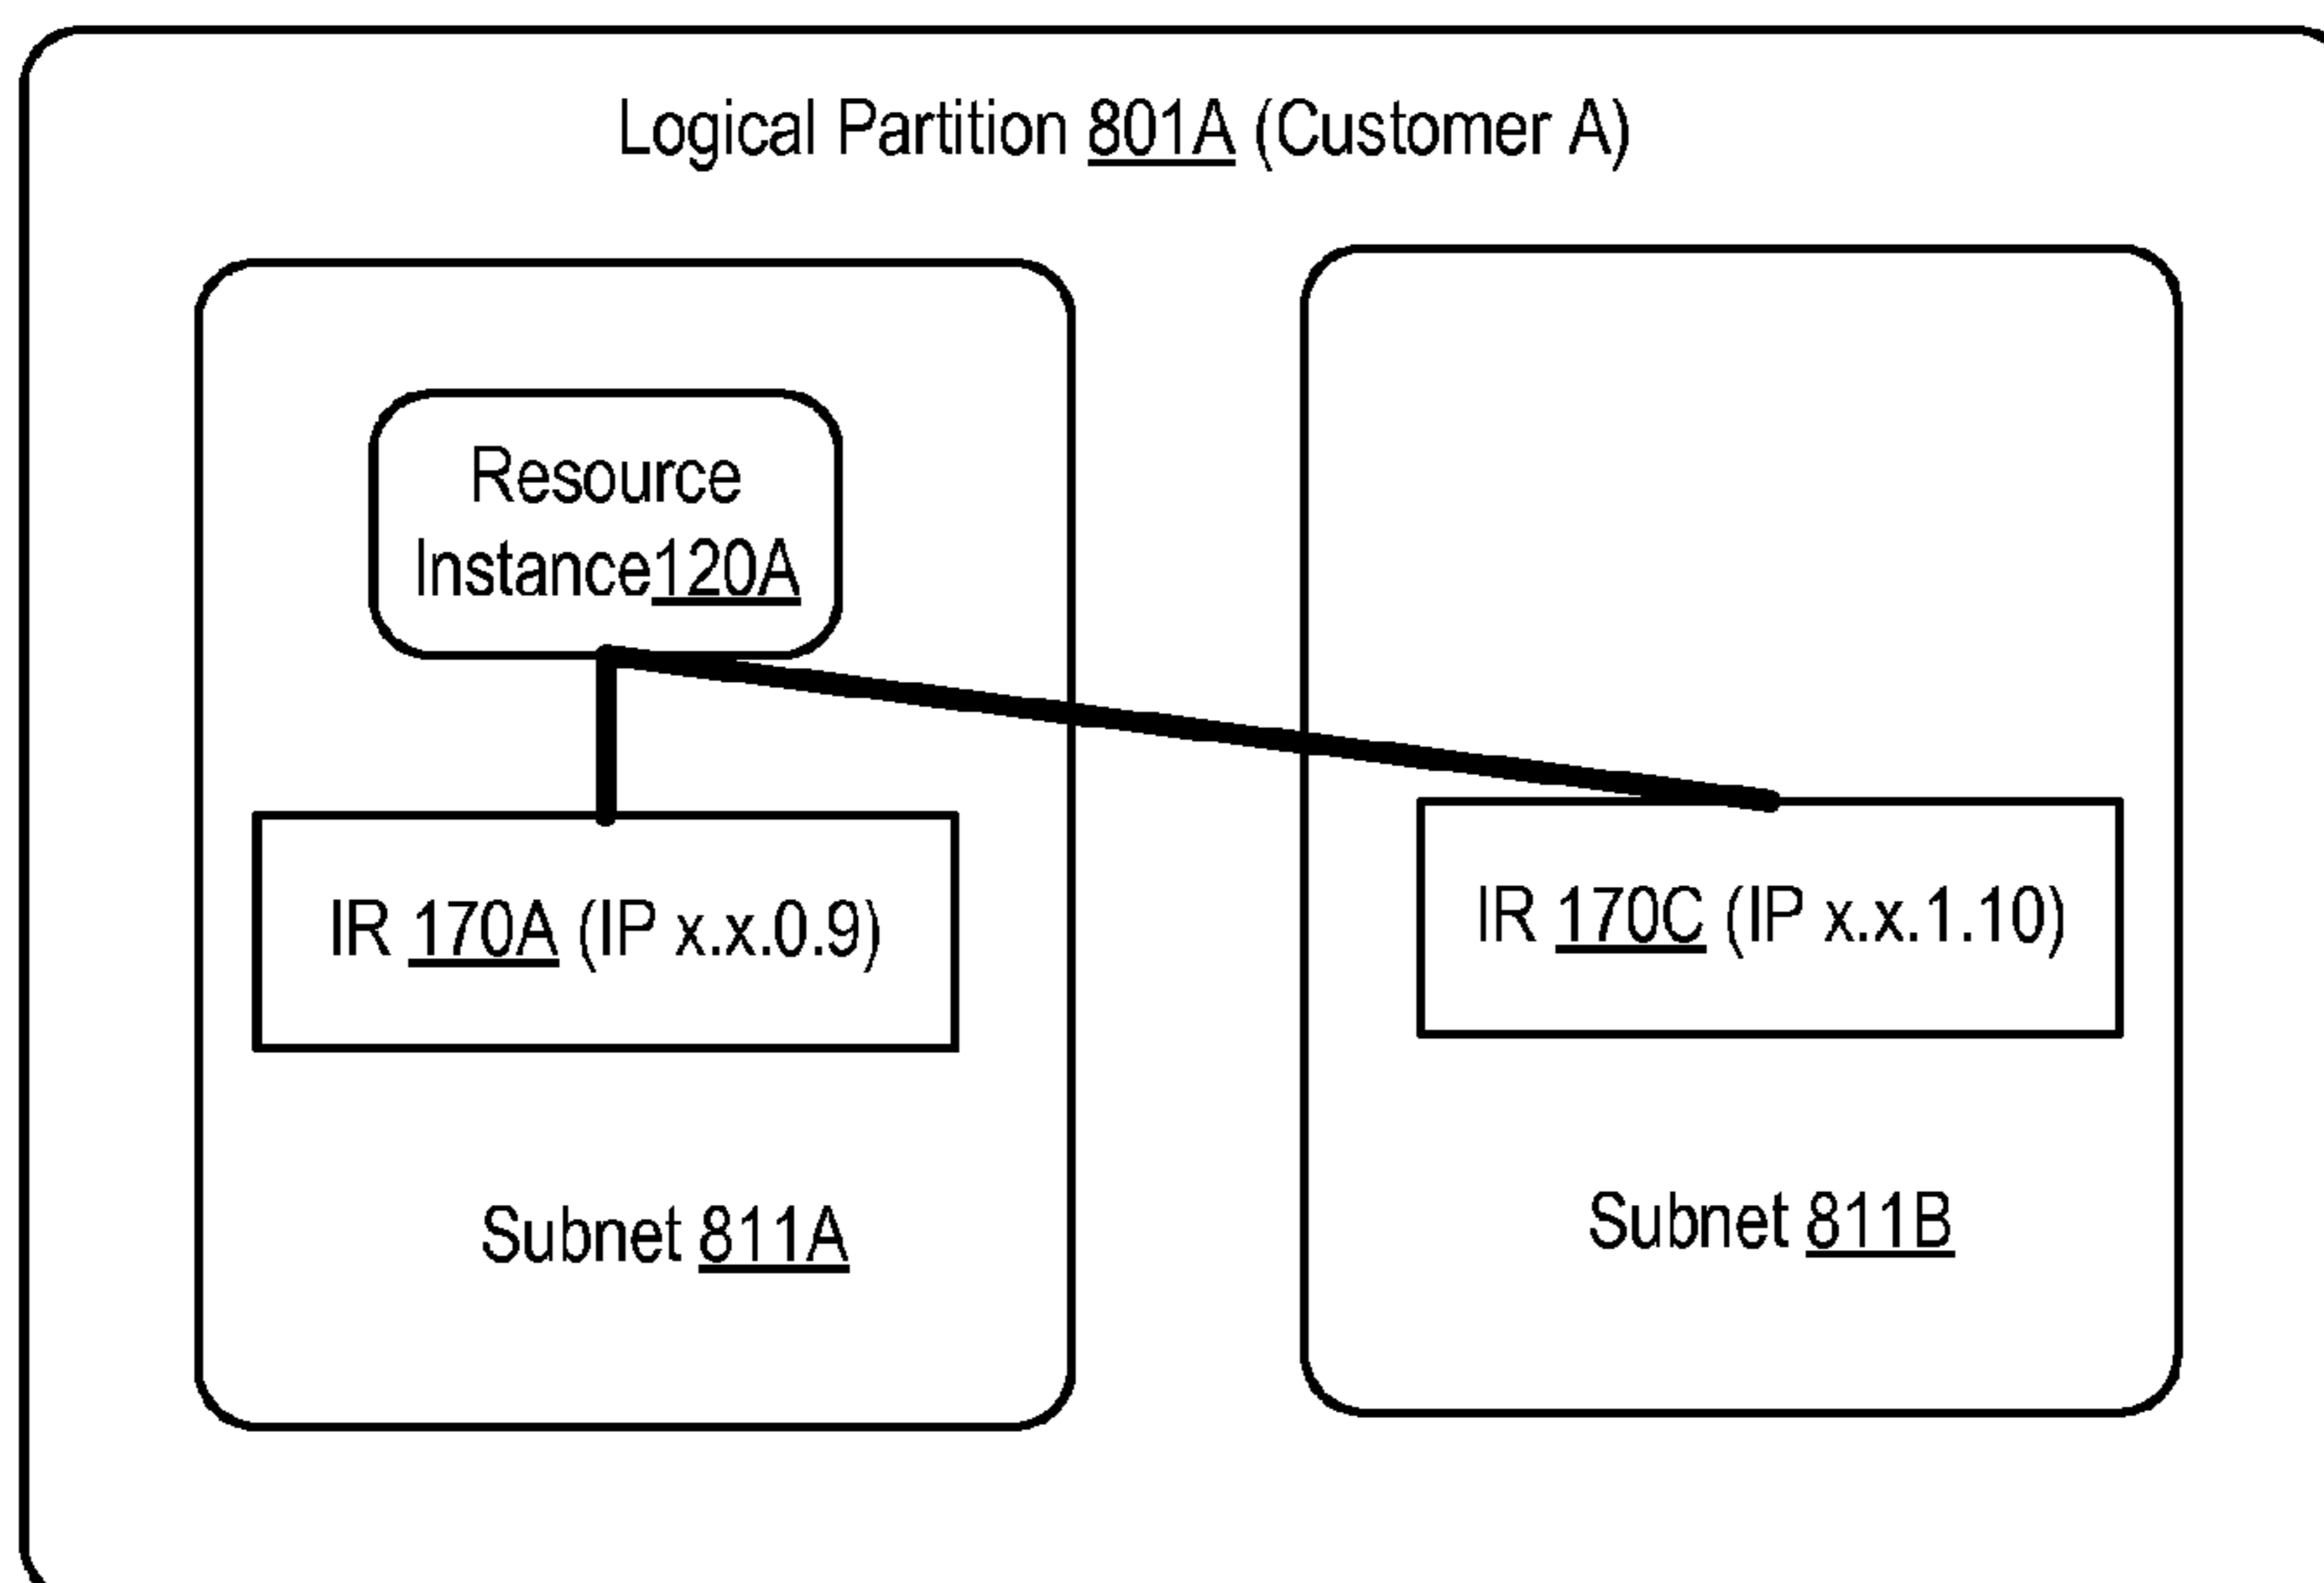 Logical Partition 801A (Customer A)
Resource
Instance120A
IR 170A (IP x.x.0.9)
Subnet 811A
IR 170C (IP x.x.1.10)
Subnet 811B